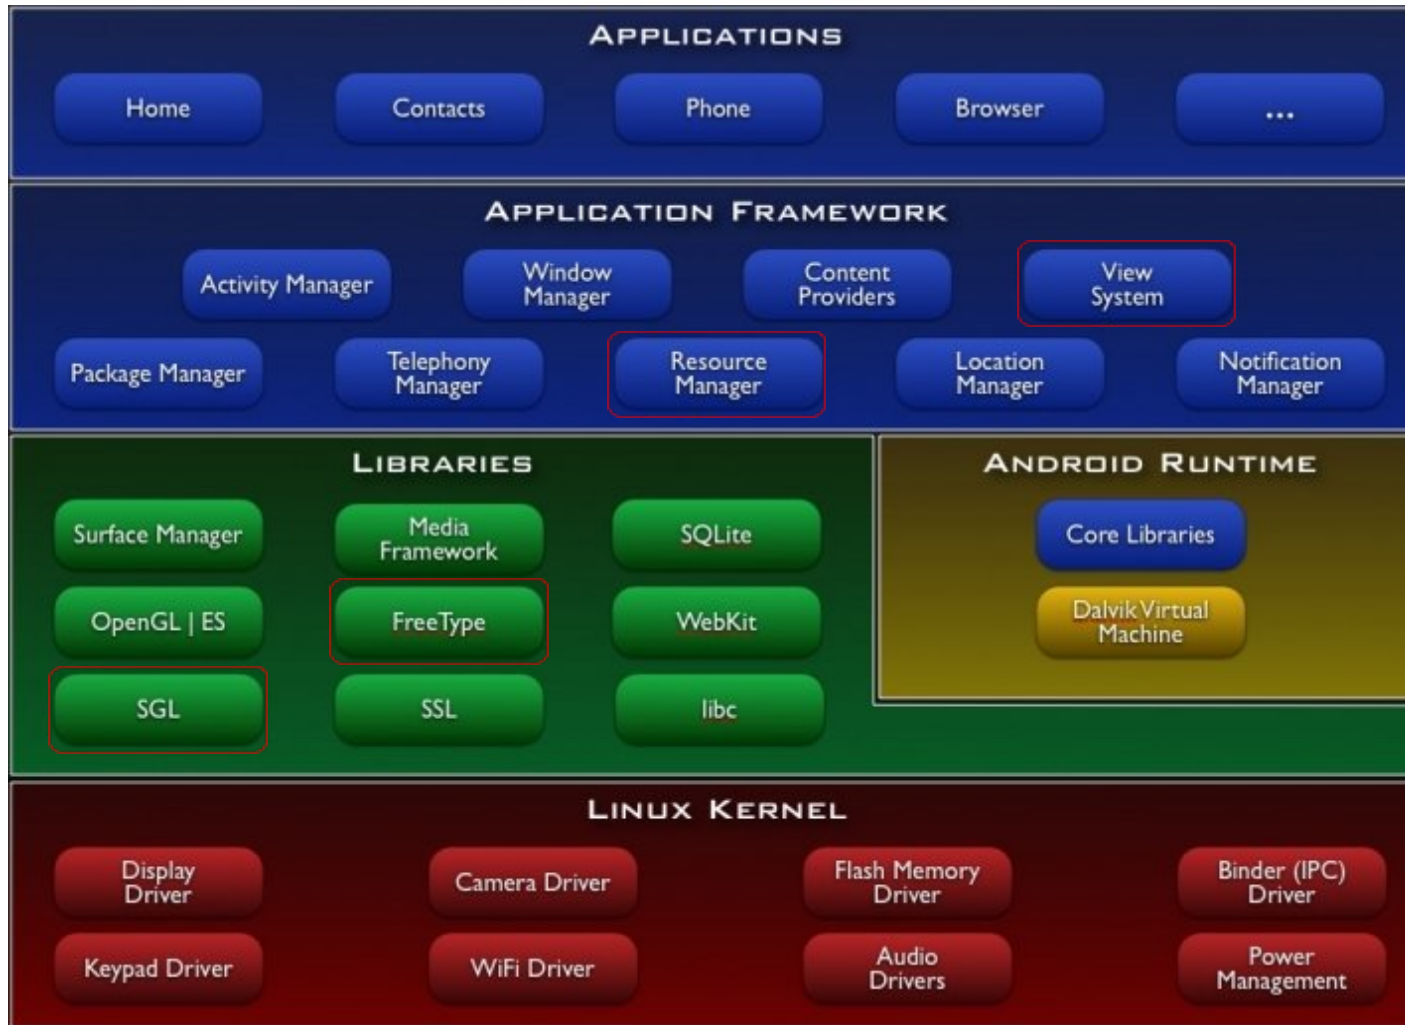 APPLICATIONS
Home
Contacts
Phone
Browser
...
APPLICATION FRAMEWORK
Activity Manager
Window
Manager
Content
Providers
View
System
Package Manager
Telephony
Manager
Resource
Manager
Location
Manager
Notification
Manager
LIBRARIES
Surface Manager
Media
Framework
SQLite
OpenGL | ES
FreeType
WebKit
SGL
SSL
libc
ANDROID RUNTIME
Core Libraries
Dalvik Virtual
Machine
LINUX KERNEL
Display
Driver
Camera Driver
Flash Memory
Driver
Binder (IPC)
Driver
Keypad Driver
WiFi Driver
Audio
Drivers
Power
Management